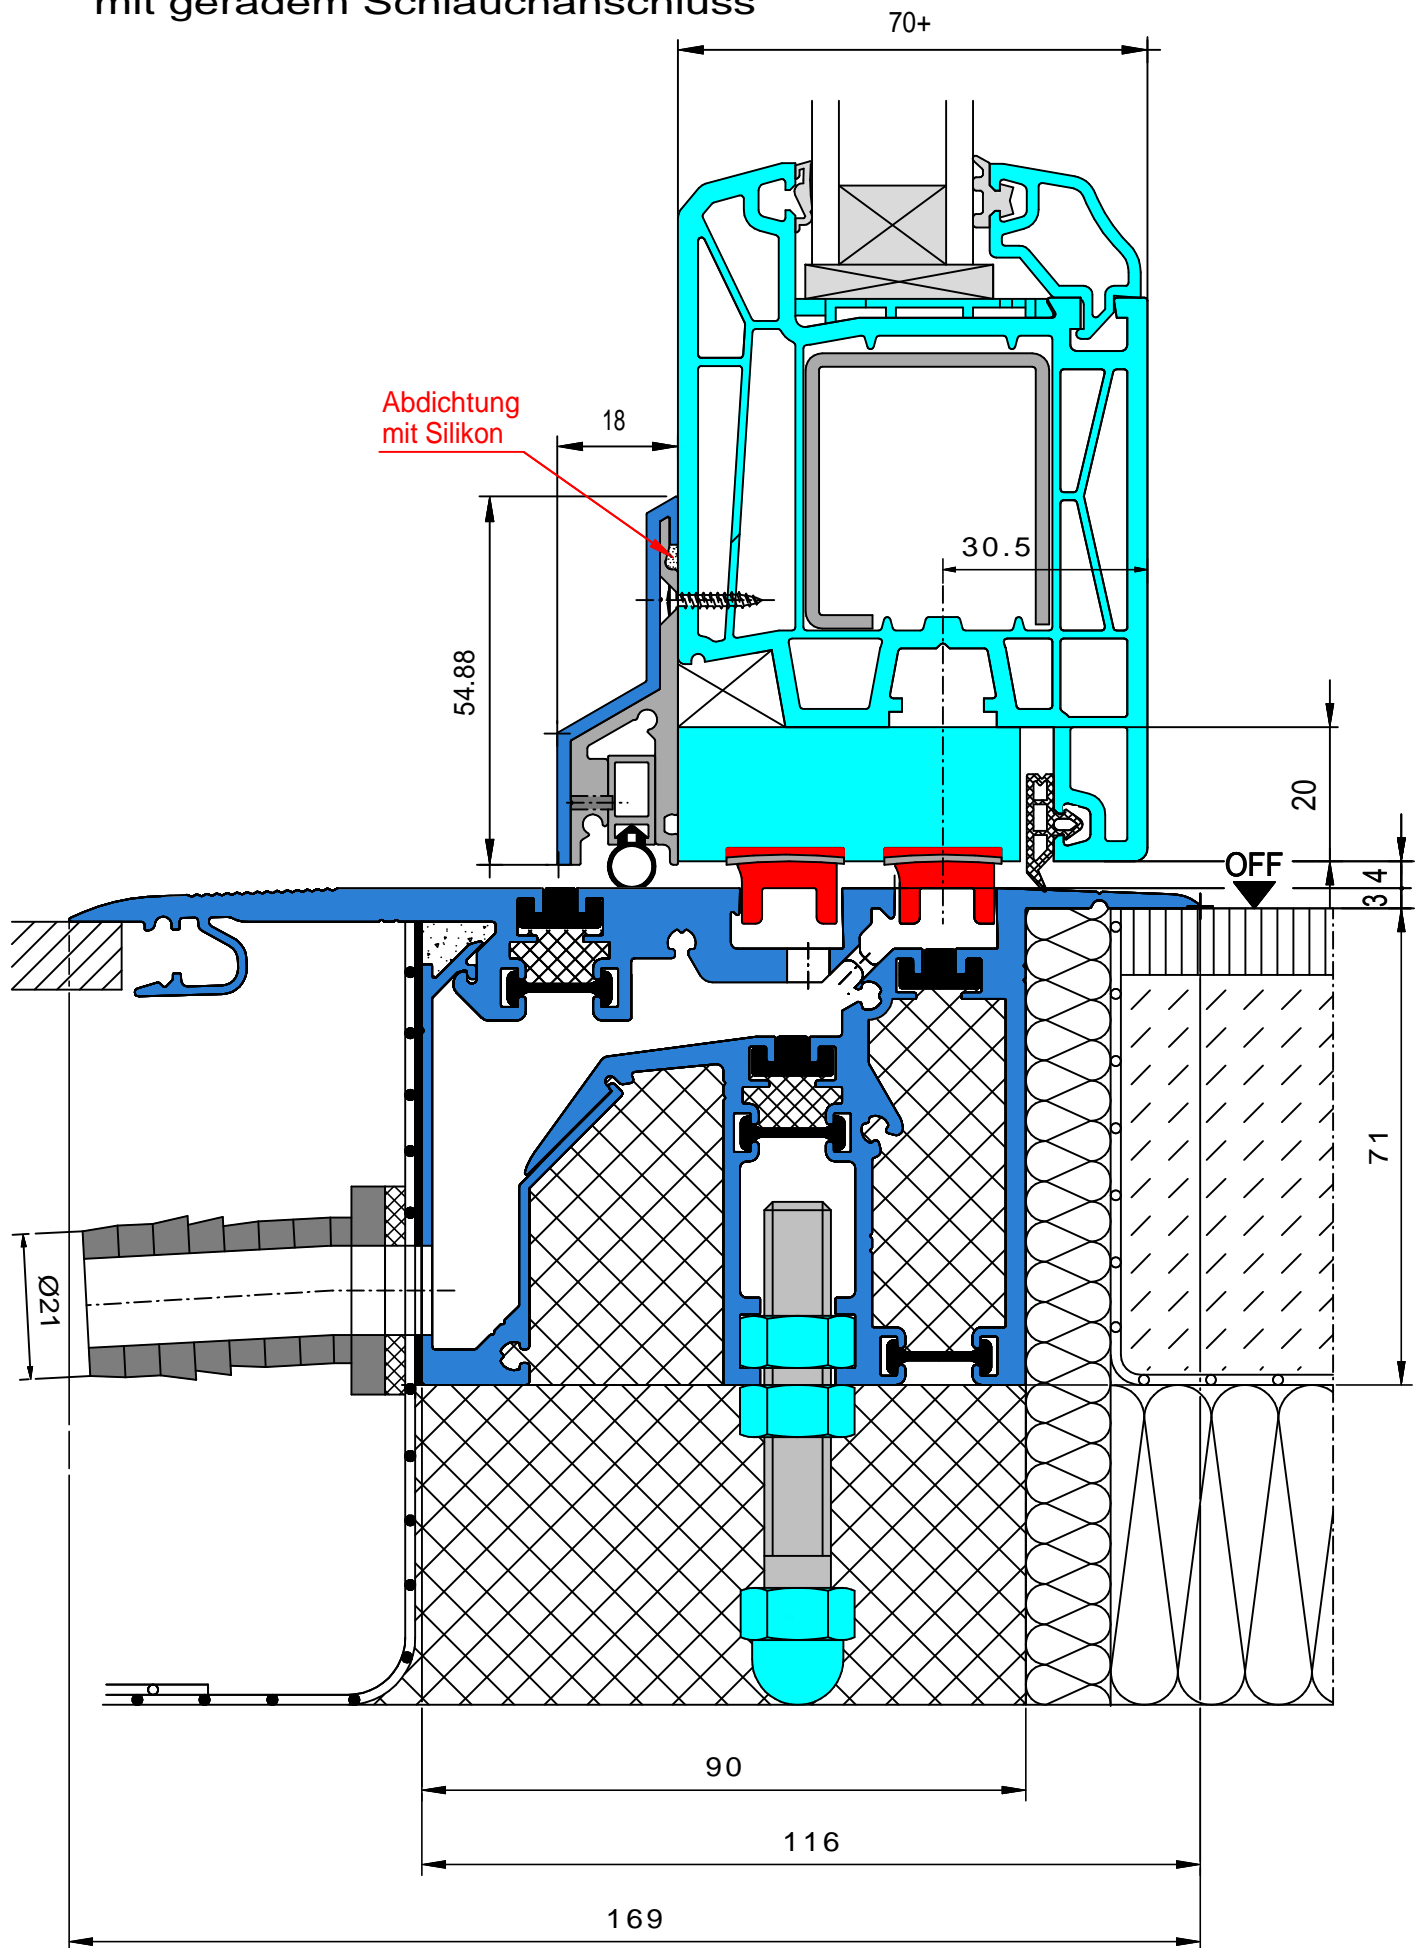 mit geradem Schlauchanschluss
70+
Abdichtung
mit Silikon
18
30.5
54.88
20
OFF
4
3
71
Ø21
90
116
169